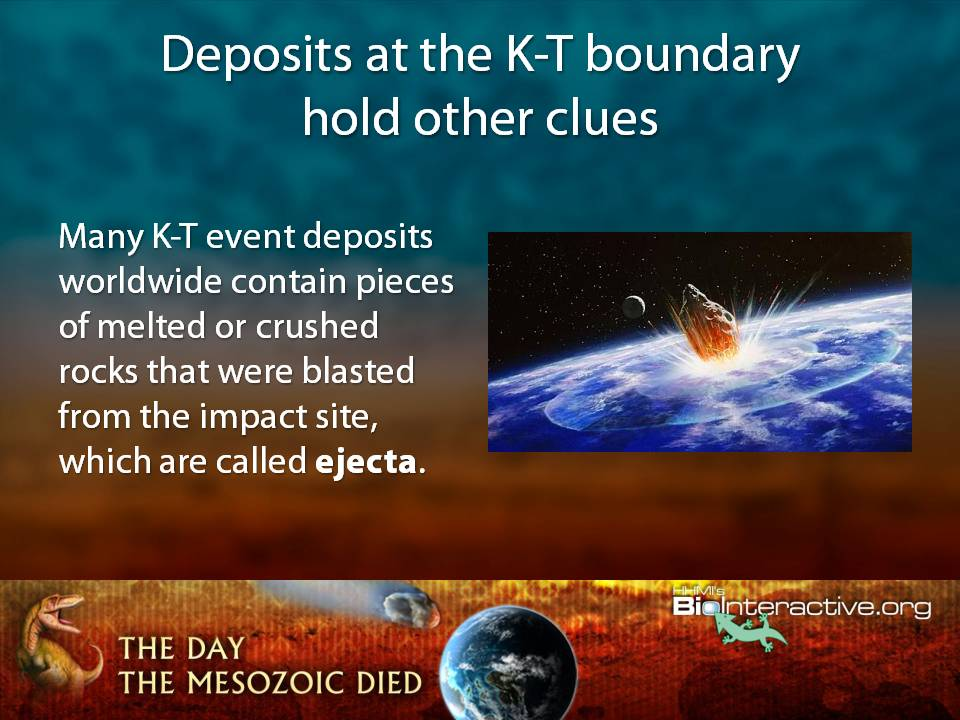 Deposits at the K-T boundary
hold other clues
Many K-T event deposits
worldwide contain pieces
of melted or crushed
rocks that were blasted
from the impact site,
which are called ejecta.
THE DAY
THE MESOZOIC DIED
HHMI's
BioInteractive.org